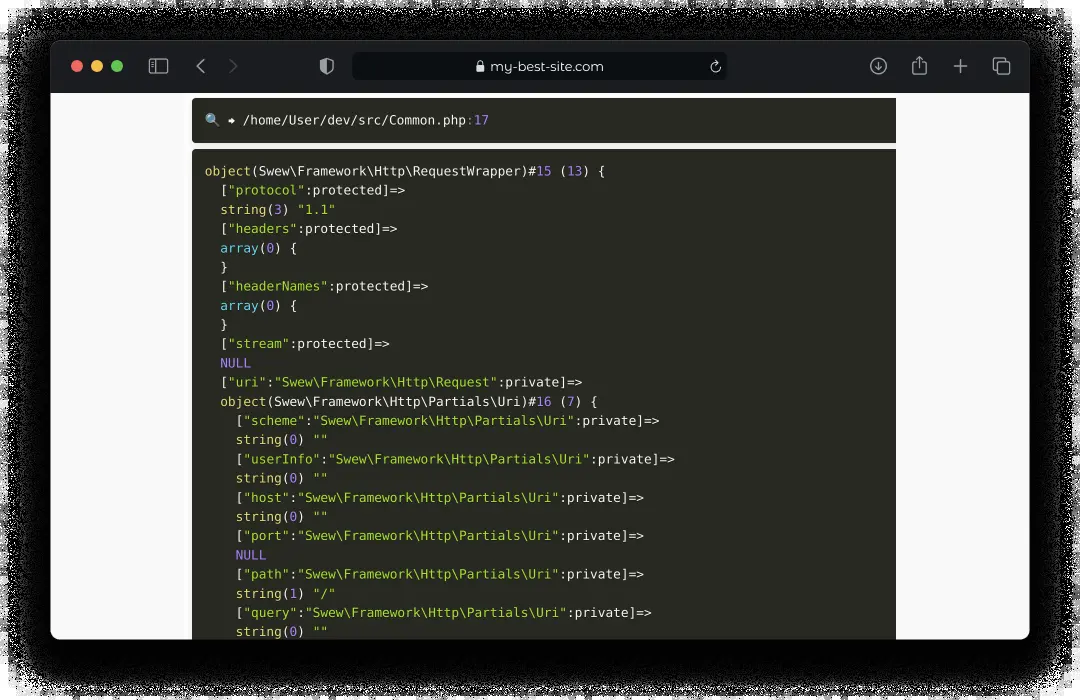 my-best-site.com
/home/User/dev/src/Common.php:17
object(Swew\Framework\Http\RequestWrapper)#15 (13) {
  ["protocol":protected]=>
  string(3) "1.1"
  ["headers":protected]=>
  array(0) {
  }
  ["headerNames":protected]=>
  array(0) {
  }
  ["stream":protected]=>
  NULL
  ["uri":"Swew\Framework\Http\Request":private]=>
  object(Swew\Framework\Http\Partials\Uri)#16 (7) {
    ["scheme":"Swew\Framework\Http\Partials\Uri":private]=>
    string(0) ""
    ["userInfo":"Swew\Framework\Http\Partials\Uri":private]=>
    string(0) ""
    ["host":"Swew\Framework\Http\Partials\Uri":private]=>
    string(0) ""
    ["port":"Swew\Framework\Http\Partials\Uri":private]=>
    NULL
    ["path":"Swew\Framework\Http\Partials\Uri":private]=>
    string(1) "/"
    ["query":"Swew\Framework\Http\Partials\Uri":private]=>
    string(0) ""